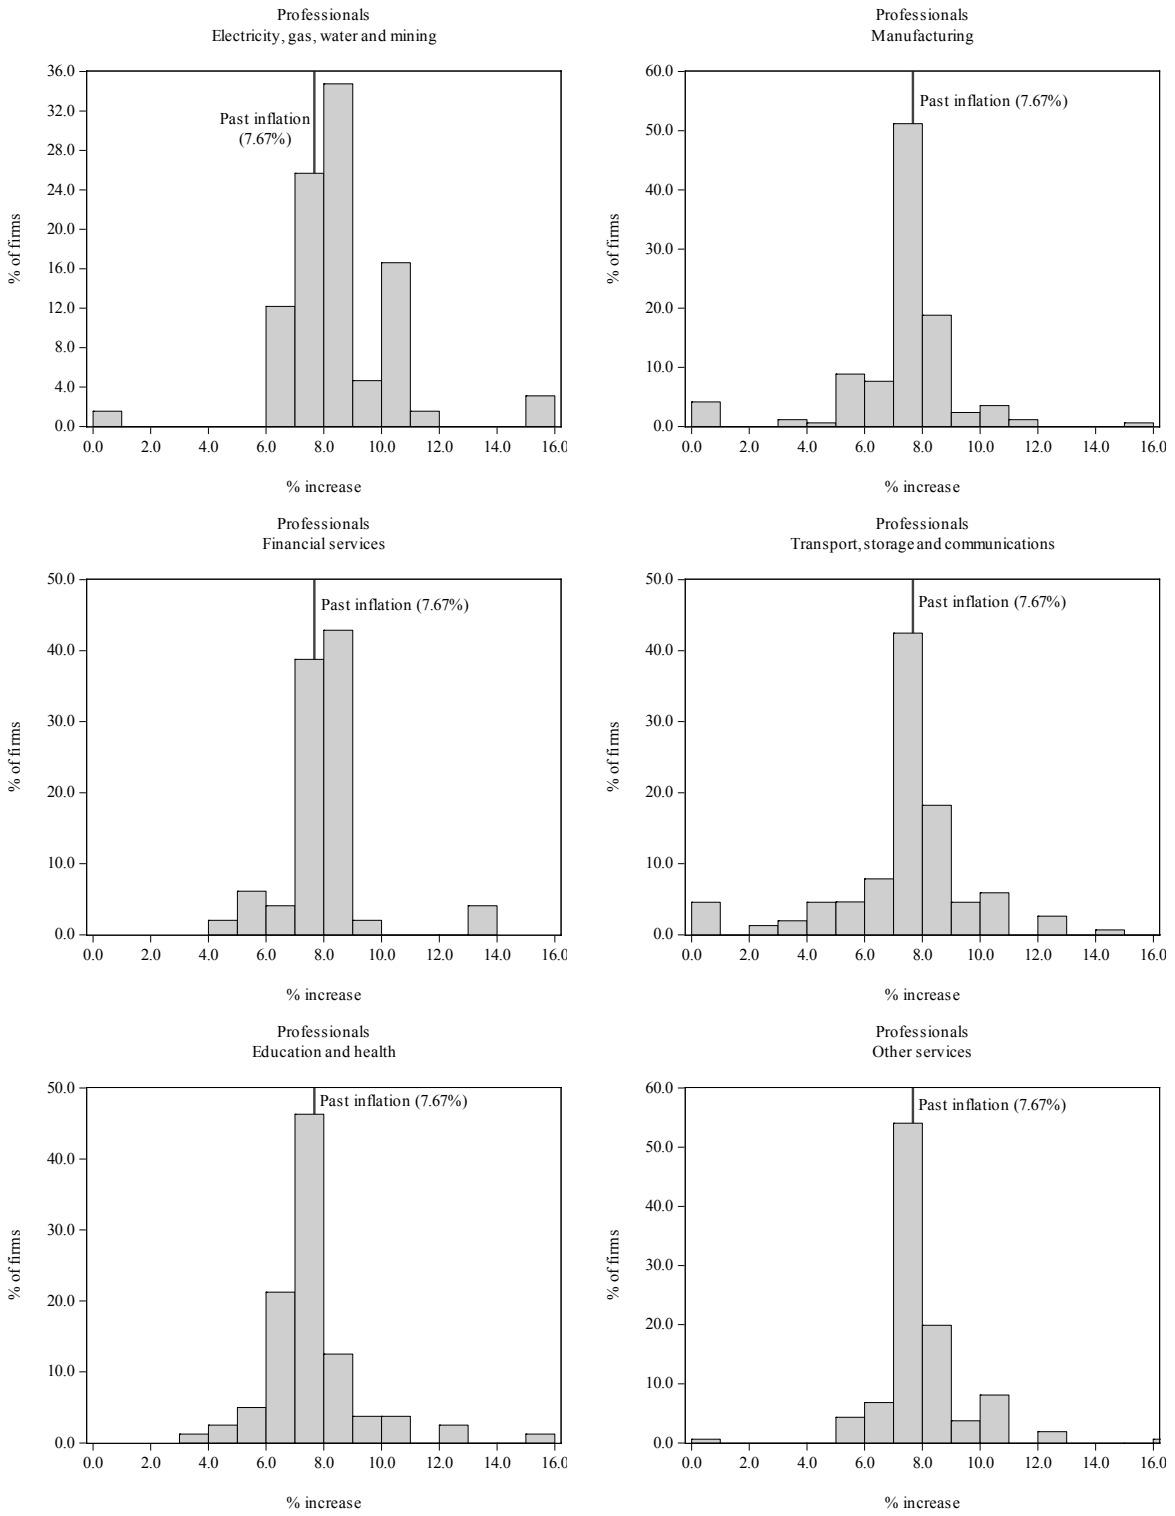 Professionals
Electricity, gas, water and mining
36.0
32.0
28.0
24.0
20.0
16.0
12.0
8.0
4.0
0.0
% of firms
Past inflation
(7.67%)
0.0 2.0 4.0 6.0 8.0 10.0 12.0 14.0 16.0
% increase
Professionals
Manufacturing
60.0
50.0
40.0
30.0
20.0
10.0
0.0
% of firms
Past inflation (7.67%)
0.0 2.0 4.0 6.0 8.0 10.0 12.0 14.0 16.0
% increase
Professionals
Financial services
50.0
40.0
30.0
20.0
10.0
0.0
% of firms
Past inflation (7.67%)
0.0 2.0 4.0 6.0 8.0 10.0 12.0 14.0 16.0
% increase
Professionals
Transport, storage and communications
50.0
40.0
30.0
20.0
10.0
0.0
% of firms
Past inflation (7.67%)
0.0 2.0 4.0 6.0 8.0 10.0 12.0 14.0 16.0
% increase
Professionals
Education and health
50.0
40.0
30.0
20.0
10.0
0.0
% of firms
Past inflation (7.67%)
0.0 2.0 4.0 6.0 8.0 10.0 12.0 14.0 16.0
% increase
Professionals
Other services
60.0
50.0
40.0
30.0
20.0
10.0
0.0
% of firms
Past inflation (7.67%)
0.0 2.0 4.0 6.0 8.0 10.0 12.0 14.0 16.0
% increase